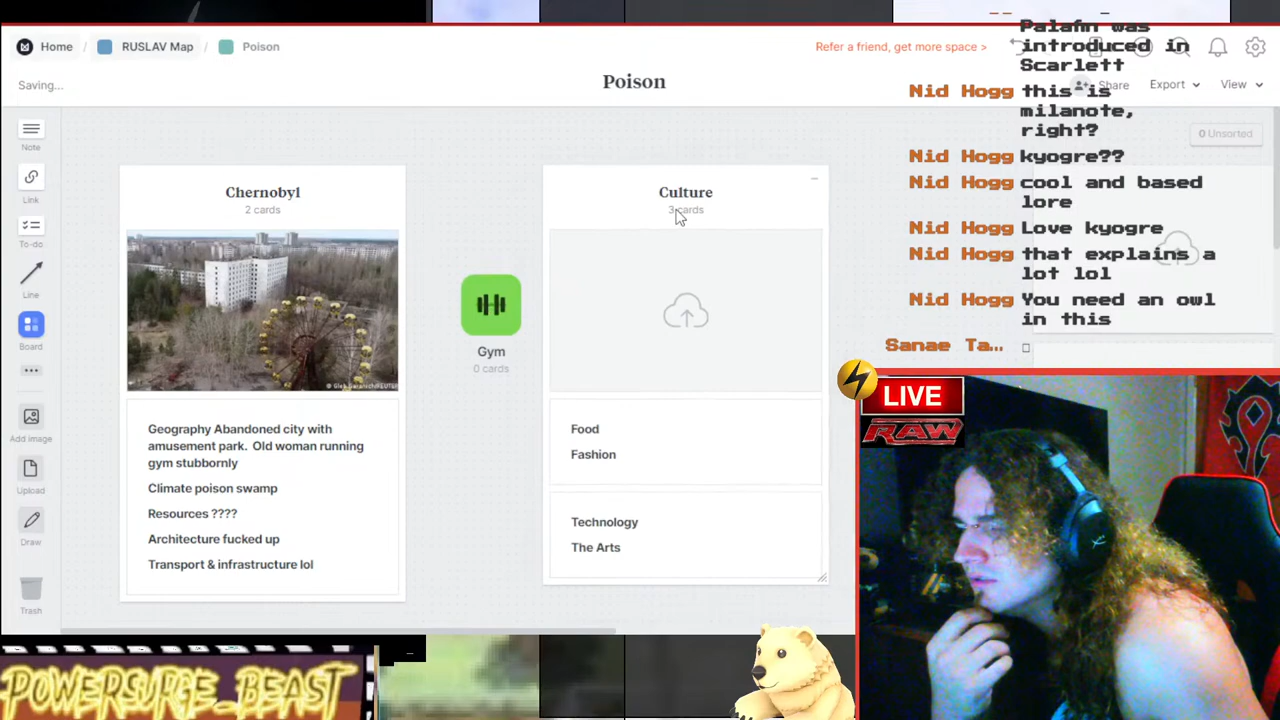 Home / RUSLAV Map / Poison
Refer a friend, get more space >
Saving...
Poison
Share
Export
View
0 Unsorted
Note
Link
To-do
Line
Board
Add image
Upload
Draw
Trash
Chernobyl
2 cards
Geography Abandoned city with
amusement park. Old woman running
gym stubbornly
Climate poison swamp
Resources ????
Architecture fucked up
Transport & infrastructure lol
Gym
0 cards
Culture
3 cards
Food
Fashion
Technology
The Arts
Palafin was
introduced in
Scarlett
Nid Hogg this is
milanote,
right?
Nid Hogg kyogre??
Nid Hogg cool and based
lore
Nid Hogg Love kyogre
Nid Hogg that explains a
lot lol
Nid Hogg You need an owl
in this
Sanae Ta...
LIVE
RAW
POWERSURGE_BEAST